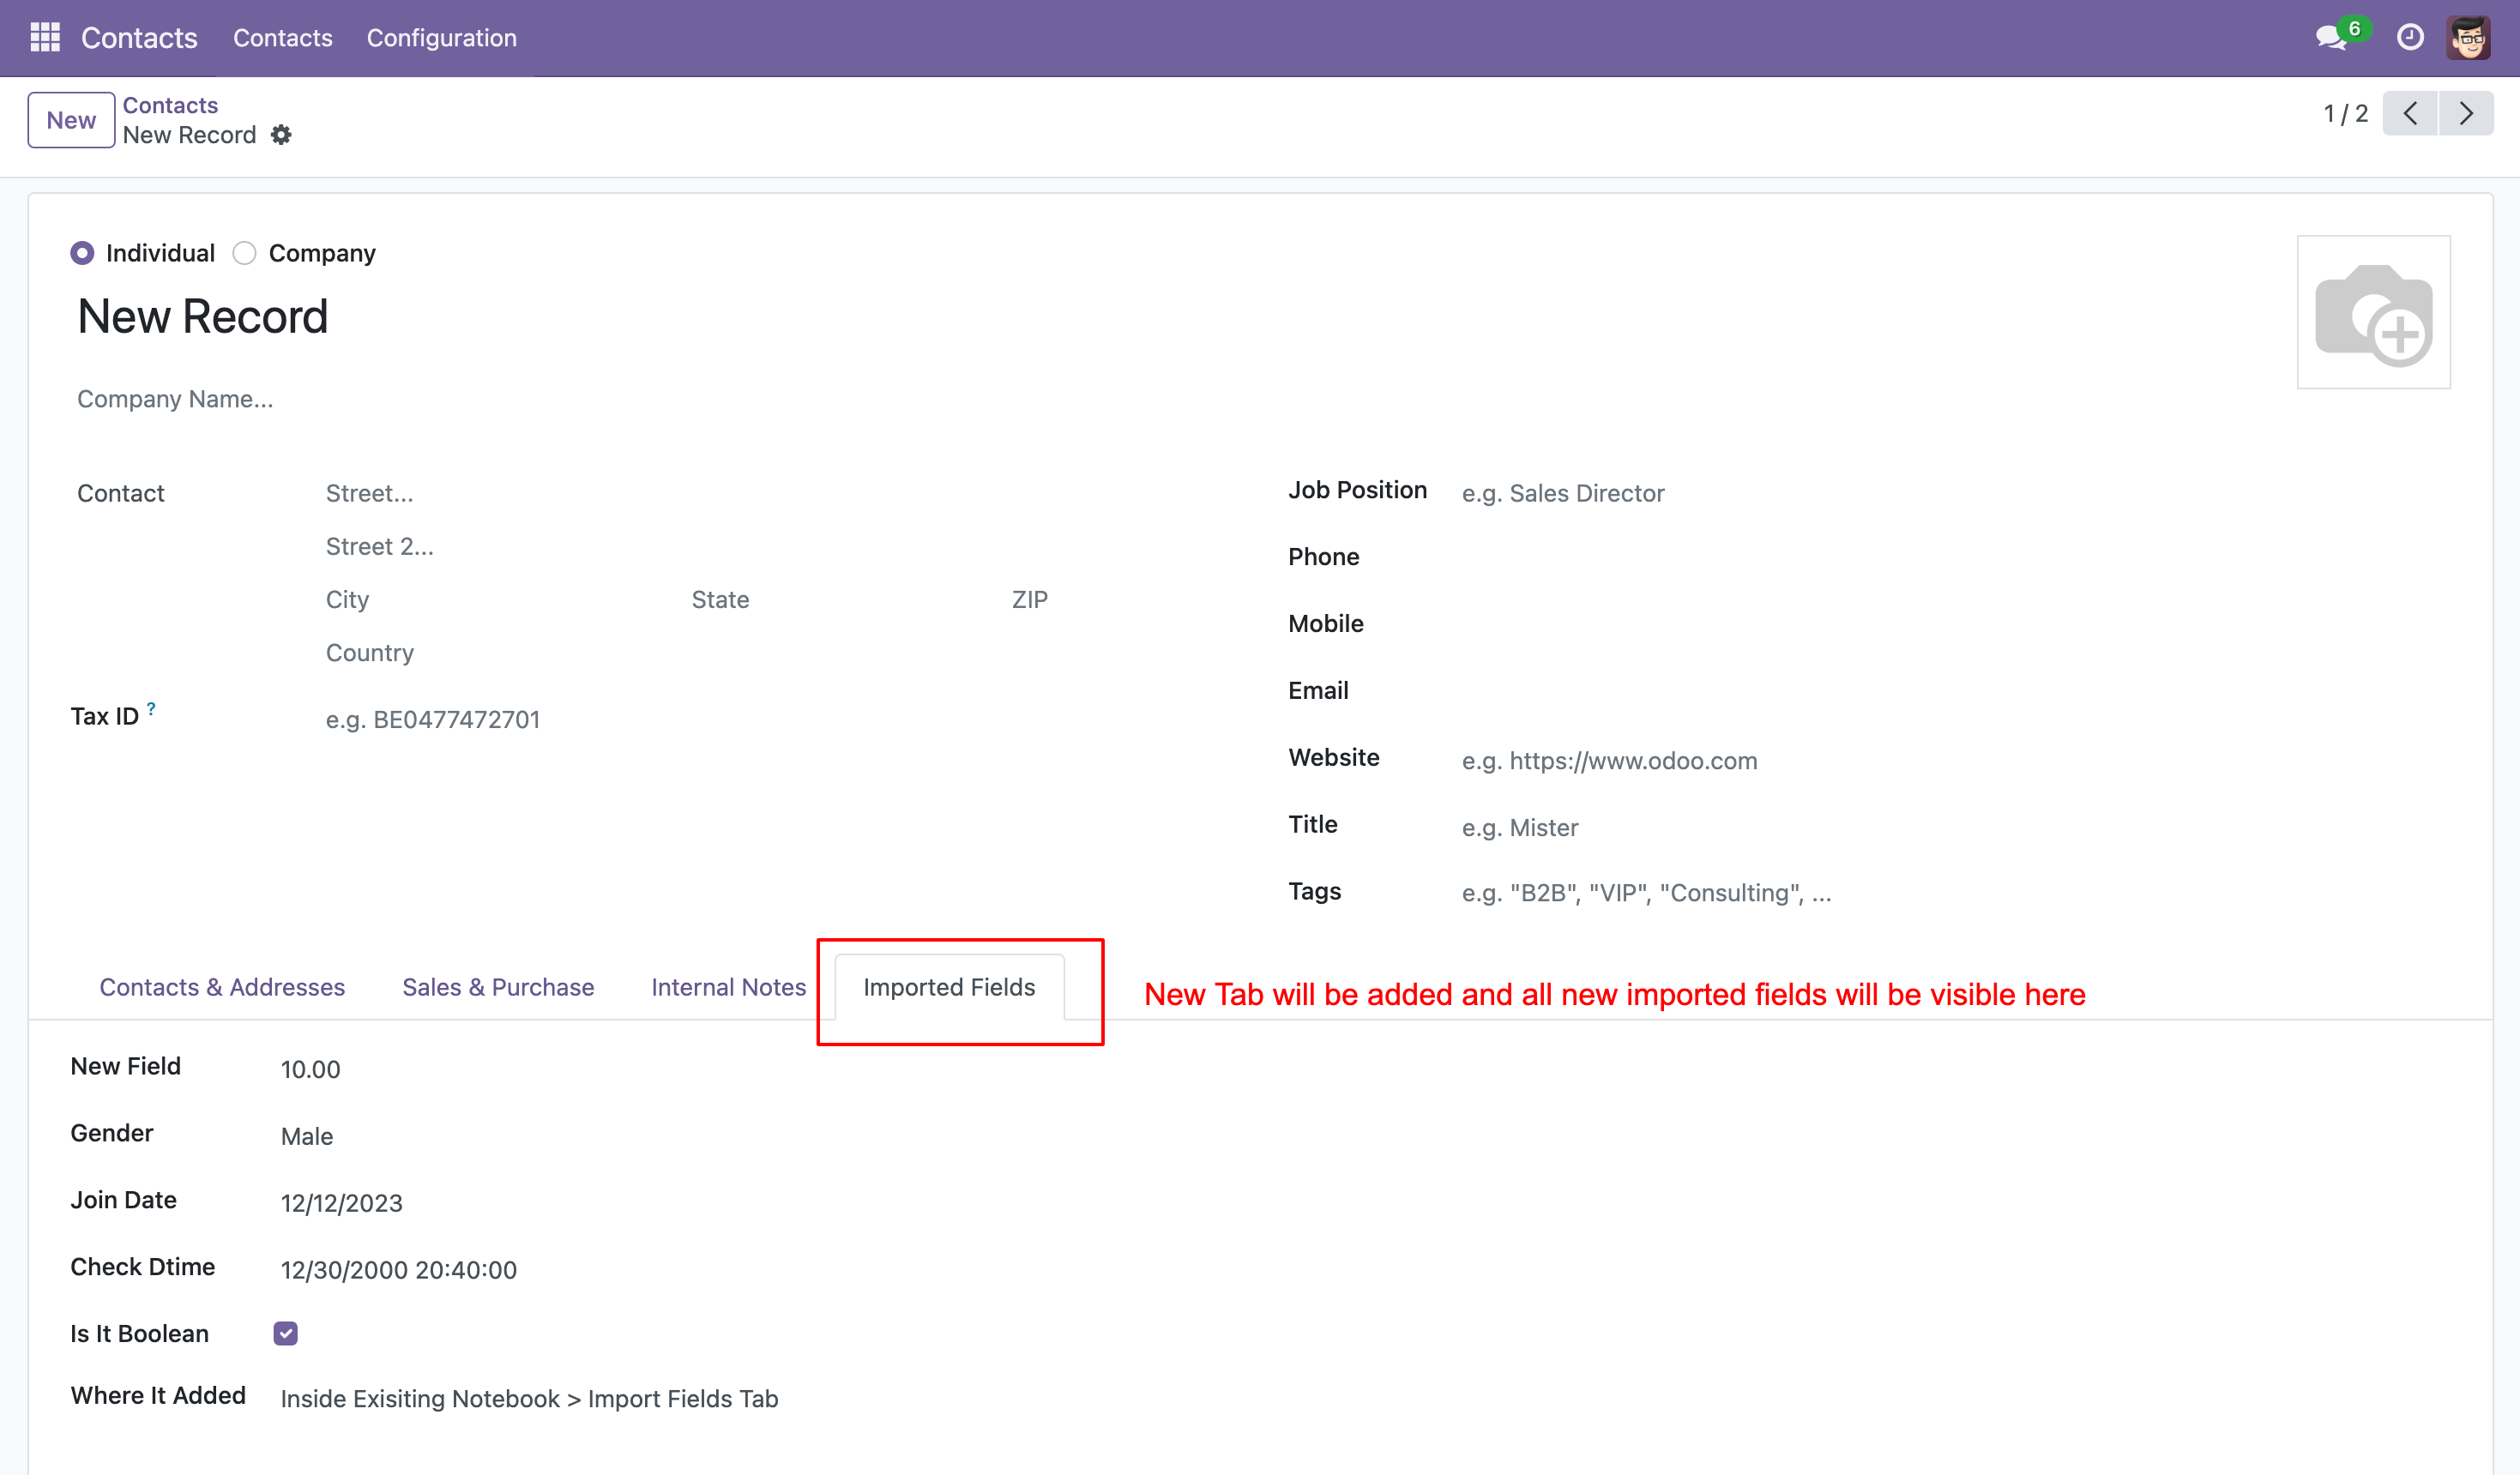 Contacts Contacts Configuration 6
New Contacts
New Record
1 / 2
Individual Company
New Record
Company Name...
Contact Street... Job Position e.g. Sales Director
Street 2... Phone
City State ZIP Mobile
Country Email
Tax ID ? e.g. BE0477472701
Website e.g. https://www.odoo.com
Title e.g. Mister
Tags e.g. "B2B", "VIP", "Consulting", ...
Contacts & Addresses Sales & Purchase Internal Notes Imported Fields New Tab will be added and all new imported fields will be visible here
New Field 10.00
Gender Male
Join Date 12/12/2023
Check Dtime 12/30/2000 20:40:00
Is It Boolean
Where It Added Inside Exisiting Notebook > Import Fields Tab